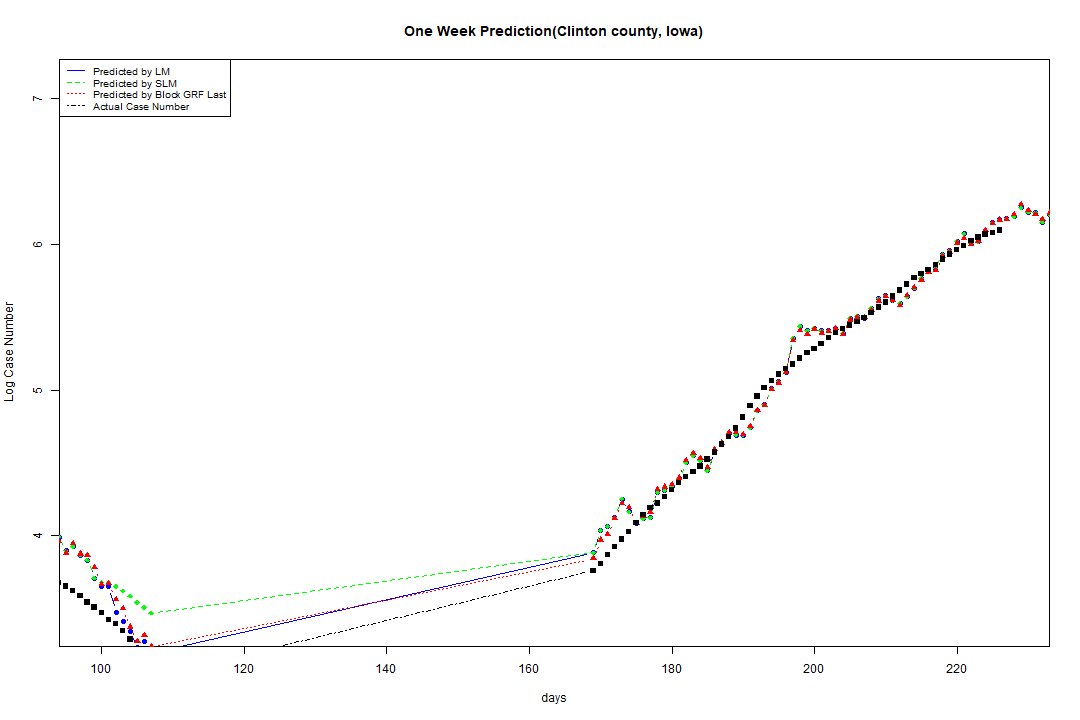 One Week Prediction(Clinton county, Iowa)
Predicted by LM
Predicted by SLM
Predicted by Block GRF Last
Actual Case Number
7
6
5
4
Log Case Number
100 120 140 160 180 200 220
days